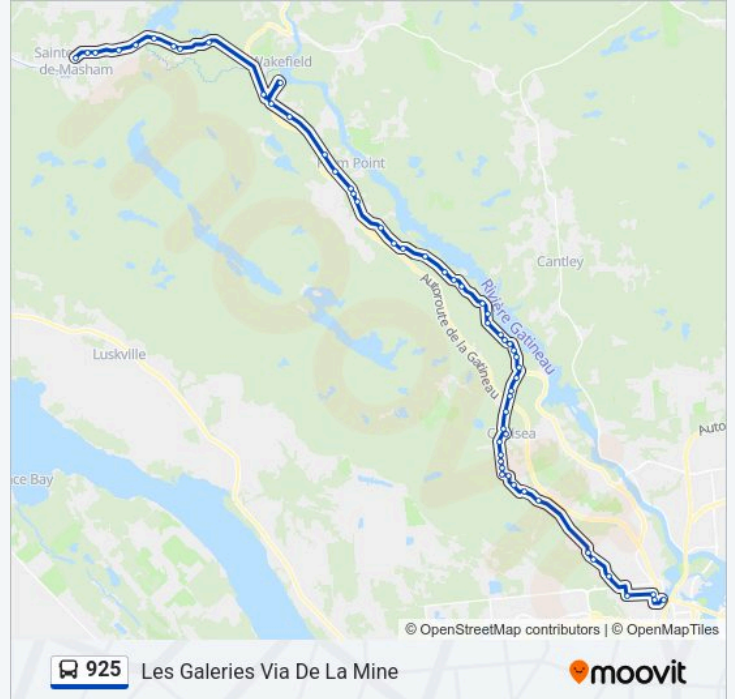 Sainte
de-Masham
Wakefield
Farm Point
Cantley
Rivière Gatineau
Autoroute de la Gatineau
Luskville
Chelsea
Auto
ce Bay
moovit
© OpenStreetMap contributors | © OpenMapTiles
925 Les Galeries Via De La Mine
moovit